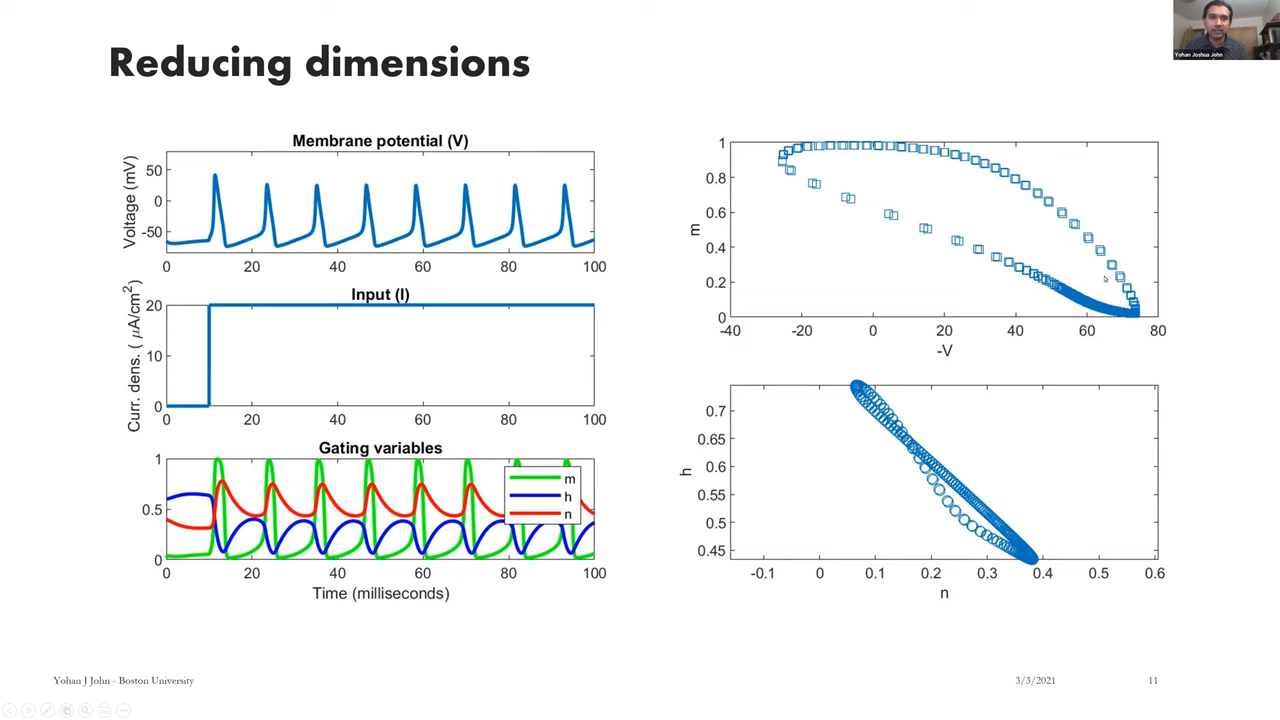 Reducing dimensions
Yohan Joshua John
Membrane potential (V)
Voltage (mV)
50
0
-50
0 20 40 60 80 100
Input (I)
Curr. dens. ( μA/cm²)
20
10
0
0 20 40 60 80 100
Gating variables
1
0.5
0
m
h
n
0 20 40 60 80 100
Time (milliseconds)
m
1
0.8
0.6
0.4
0.2
0
-40 -20 0 20 40 60 80
-V
h
0.7
0.65
0.6
0.55
0.5
0.45
-0.1 0 0.1 0.2 0.3 0.4 0.5 0.6
n
Yohan J John - Boston University
3/3/2021
11